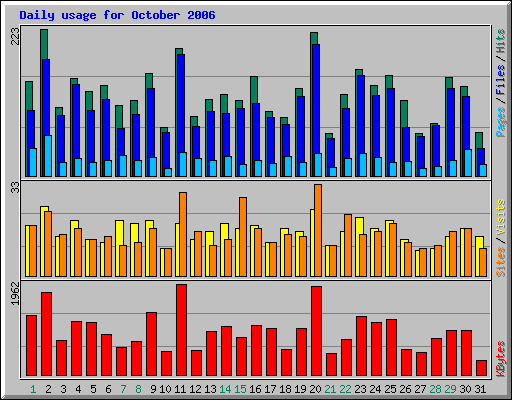 Daily usage for October 2006
223
Pages / Files / Hits
33
Sites / Visits
1962
KBytes
1 2 3 4 5 6 7 8 9 10 11 12 13 14 15 16 17 18 19 20 21 22 23 24 25 26 27 28 29 30 31